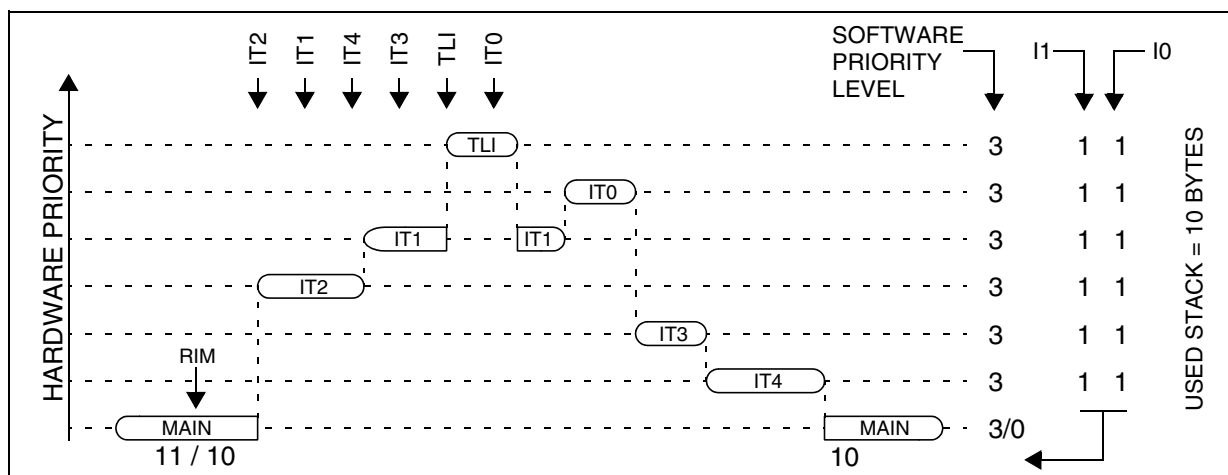 IT2 IT1 IT4 IT3 TLI IT0
SOFTWARE
PRIORITY
LEVEL
I1 I0
HARDWARE PRIORITY
TLI 3 1 1
IT0 3 1 1
IT1 IT1 3 1 1
IT2 3 1 1
IT3 3 1 1
RIM
IT4 3 1 1
MAIN MAIN 3/0
11 / 10 10
USED STACK = 10 BYTES